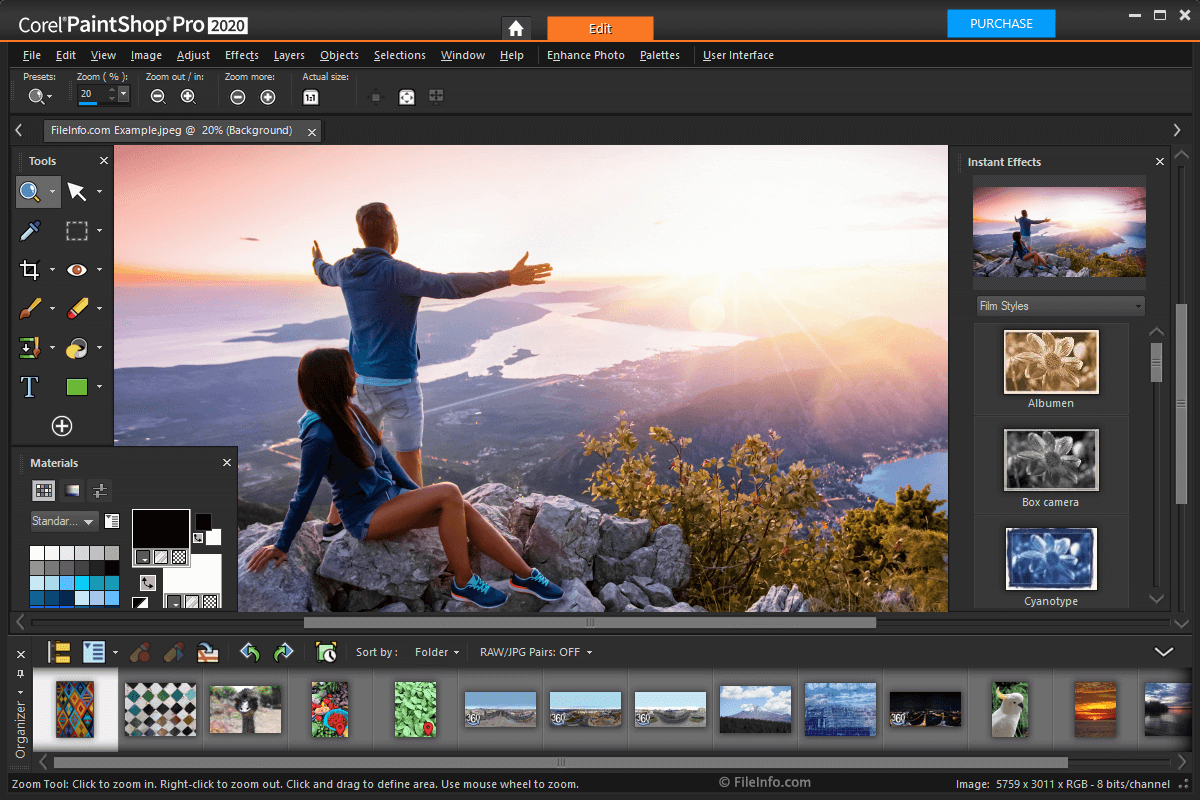 Corel® PaintShop® Pro 2020
Edit
PURCHASE
File Edit View Image Adjust Effects Layers Objects Selections Window Help Enhance Photo Palettes User Interface
Presets: Zoom ( % ): Zoom out / in: Zoom more: Actual size:
20
1:1
FileInfo.com Example.jpeg @ 20% (Background)
Tools
T
Instant Effects
Film Styles
Albumen
Box camera
Cyanotype
Materials
Standar...
Sort by : Folder RAW/JPG Pairs: OFF
Organizer
360 360 360 360
Zoom Tool: Click to zoom in. Right-click to zoom out. Click and drag to define area. Use mouse wheel to zoom.
© FileInfo.com
Image: 5759 x 3011 x RGB - 8 bits/channel